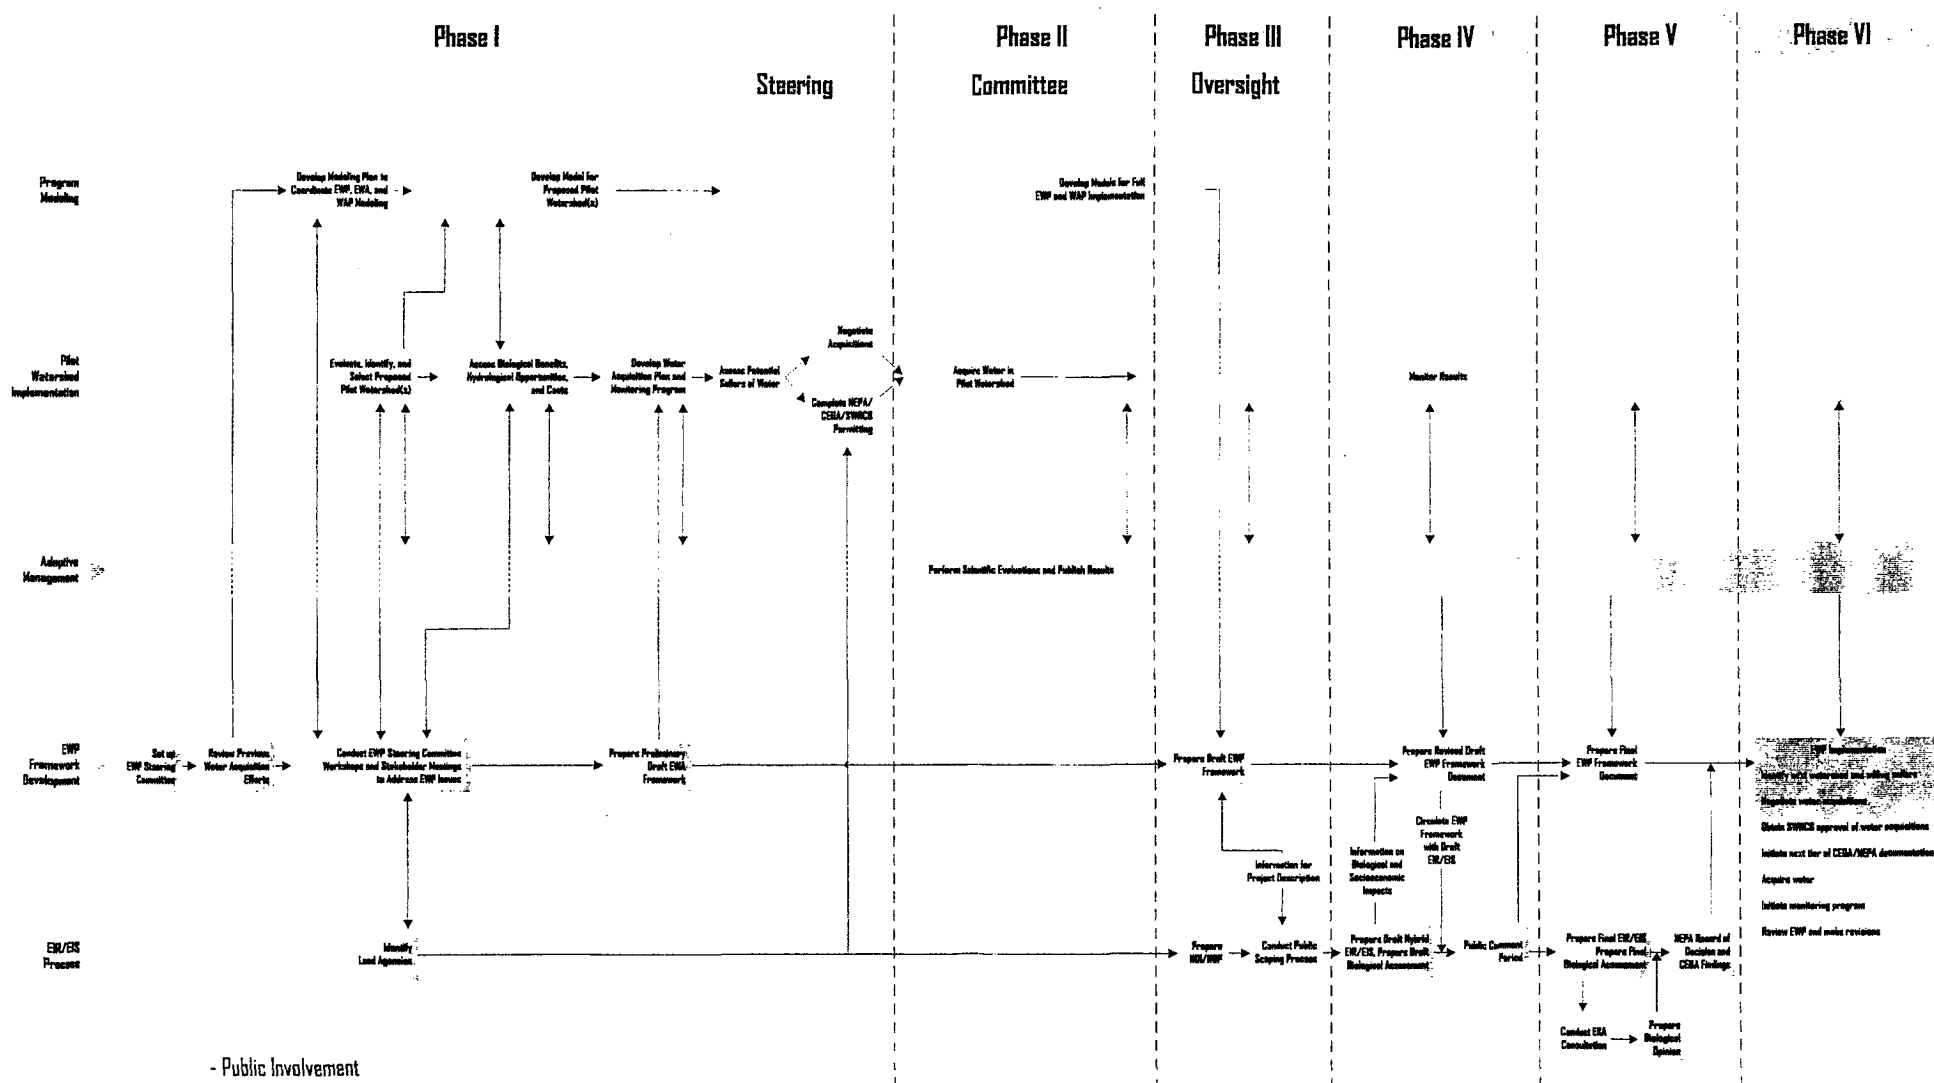 Phase I
Phase II
Phase III
Phase IV
Phase V
Phase VI
Steering
Committee
Oversight
Program
Modeling
Develop Modeling Plan to
Coordinate EWP, EWA, and
WAP Modeling
Develop Model for
Proposed Pilot
Watershed(s)
Develop Models for Full
EWP and WAP Implementation
Pilot
Watershed
Implementation
Evaluate, Identify, and
Select Proposed
Pilot Watershed(s)
Assess Biological Benefits,
Hydrological Opportunities,
and Costs
Develop Water
Acquisition Plan and
Monitoring Program
Assess Potential
Sellers of Water
Negotiate
Acquisitions
Complete NEPA/
CEQA/SWRCB
Permitting
Acquire Water in
Pilot Watershed
Monitor Results
Adaptive
Management
Perform Scientific Evaluations and Publish Results
EWP
Framework
Development
Set up
EWP Steering
Committee
Review Previous
Water Acquisition
Efforts
Conduct EWP Steering Committee
Workshops and Stakeholder Meetings
to Address EWP Issues
Prepare Preliminary
Draft EWA
Framework
Prepare Draft EWP
Framework
Prepare Revised Draft
EWP Framework
Document
Prepare Final
EWP Framework
Document
EWP Implementation
Identify next watershed and willing sellers
Negotiate water acquisitions
Obtain SWRCB approval of water acquisitions
Initiate next tier of CEQA/NEPA documentation
Acquire water
Initiate monitoring program
Review EWP and make revisions
Information for
Project Description
Information on
Biological and
Socioeconomic
Impacts
Circulate EWP
Framework
with Draft
EIR/EIS
EIR/EIS
Process
Identify
Lead Agencies
Prepare
NOI/NOP
Conduct Public
Scoping Process
Prepare Draft Hybrid
EIR/EIS, Prepare Draft
Biological Assessment
Public Comment
Period
Prepare Final EIR/EIS,
Prepare Final
Biological Assessment
NEPA Record of
Decision and
CEQA Findings
Conduct ESA
Consultation
Prepare
Biological
Opinion
- Public Involvement